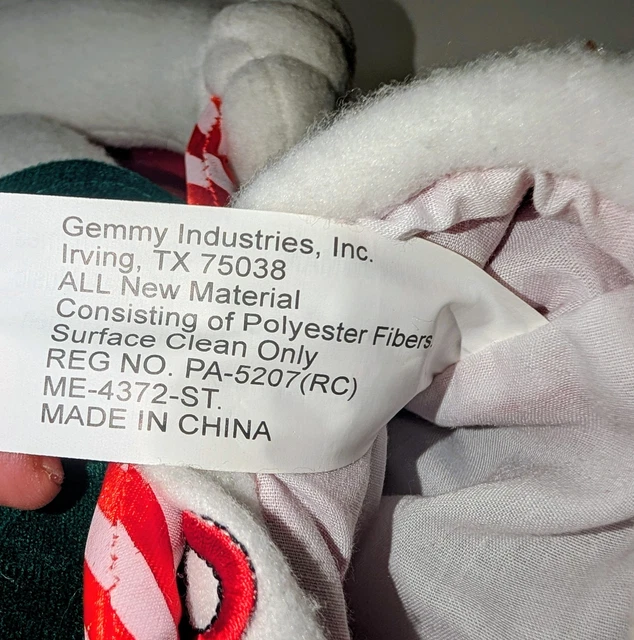 Gemmy Industries, Inc.
Irving, TX 75038
ALL New Material
Consisting of Polyester Fibers.
Surface Clean Only
REG NO. PA-5207(RC)
ME-4372-ST.
MADE IN CHINA